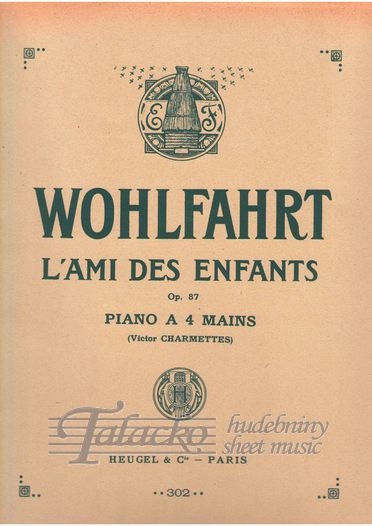 E F
WOHLFAHRT
L'AMI DES ENFANTS
Op. 87
PIANO A 4 MAINS
(Victor CHARMETTES)
H
Talacko hudebniny
sheet music
HEUGEL & Cie – PARIS
··302··